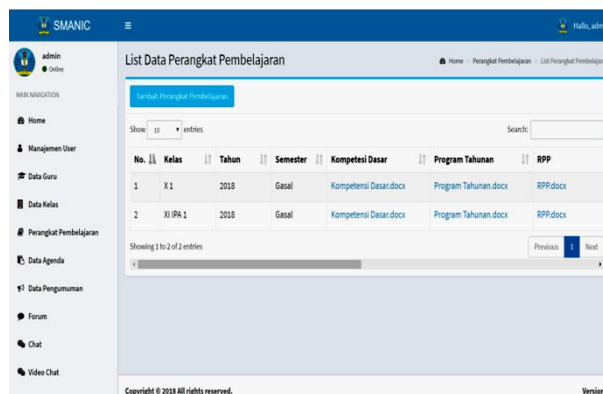 SMANIC
Hallo, adm
admin
Online
MAIN NAVIGATION
Home
Manajemen User
Data Guru
Data Kelas
Perangkat Pembelajaran
Data Agenda
Data Pengumuman
Forum
Chat
Video Chat
List Data Perangkat Pembelajaran
Home Perangkat Pembelajaran List Perangkat Pembelajar
Tambah Perangkat Pembelajaran
Show 10 entries Search:
No. Kelas Tahun Semester Kompetesi Dasar Program Tahunan RPP
1 X 1 2018 Gasal Kompetensi Dasar.docx Program Tahunan.docx RPP.docx
2 XI IPA 1 2018 Gasal Kompetensi Dasar.docx Program Tahunan.docx RPP.docx
Showing 1 to 2 of 2 entries Previous 1 Next
Copyright © 2018 All rights reserved. Version